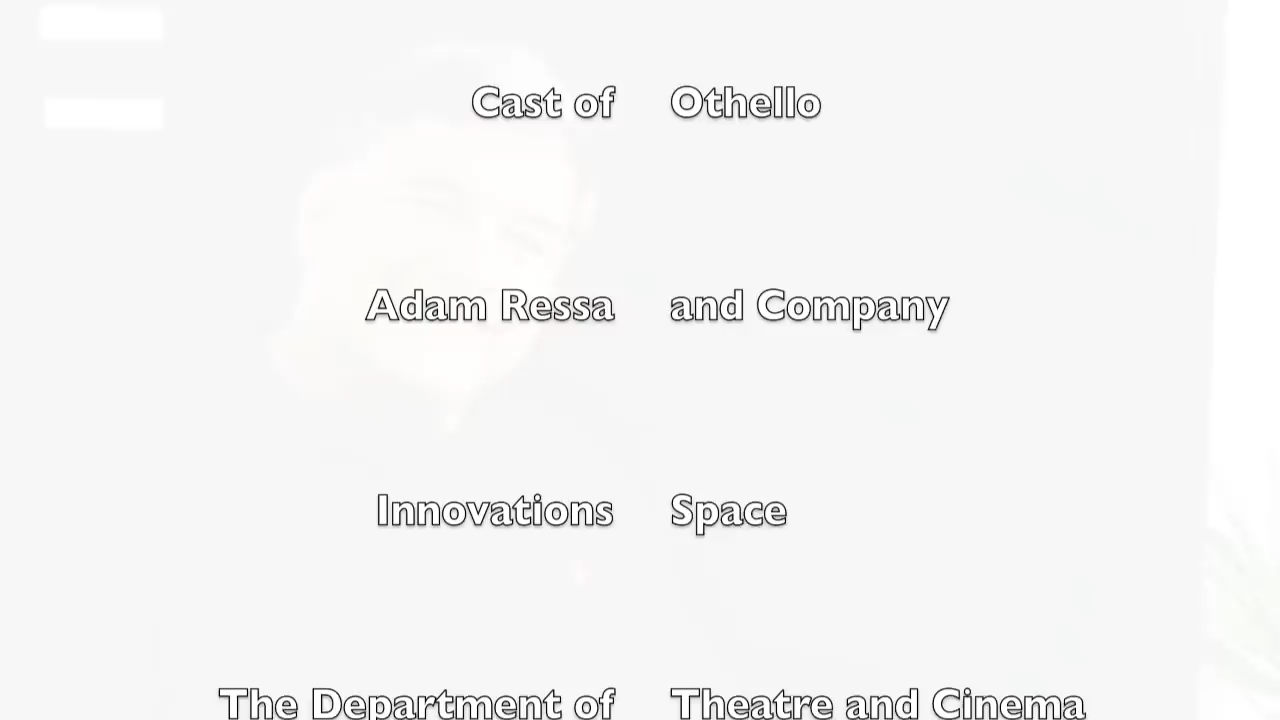 Cast of Othello
Adam Ressa and Company
Innovations Space
The Department of Theatre and Cinema